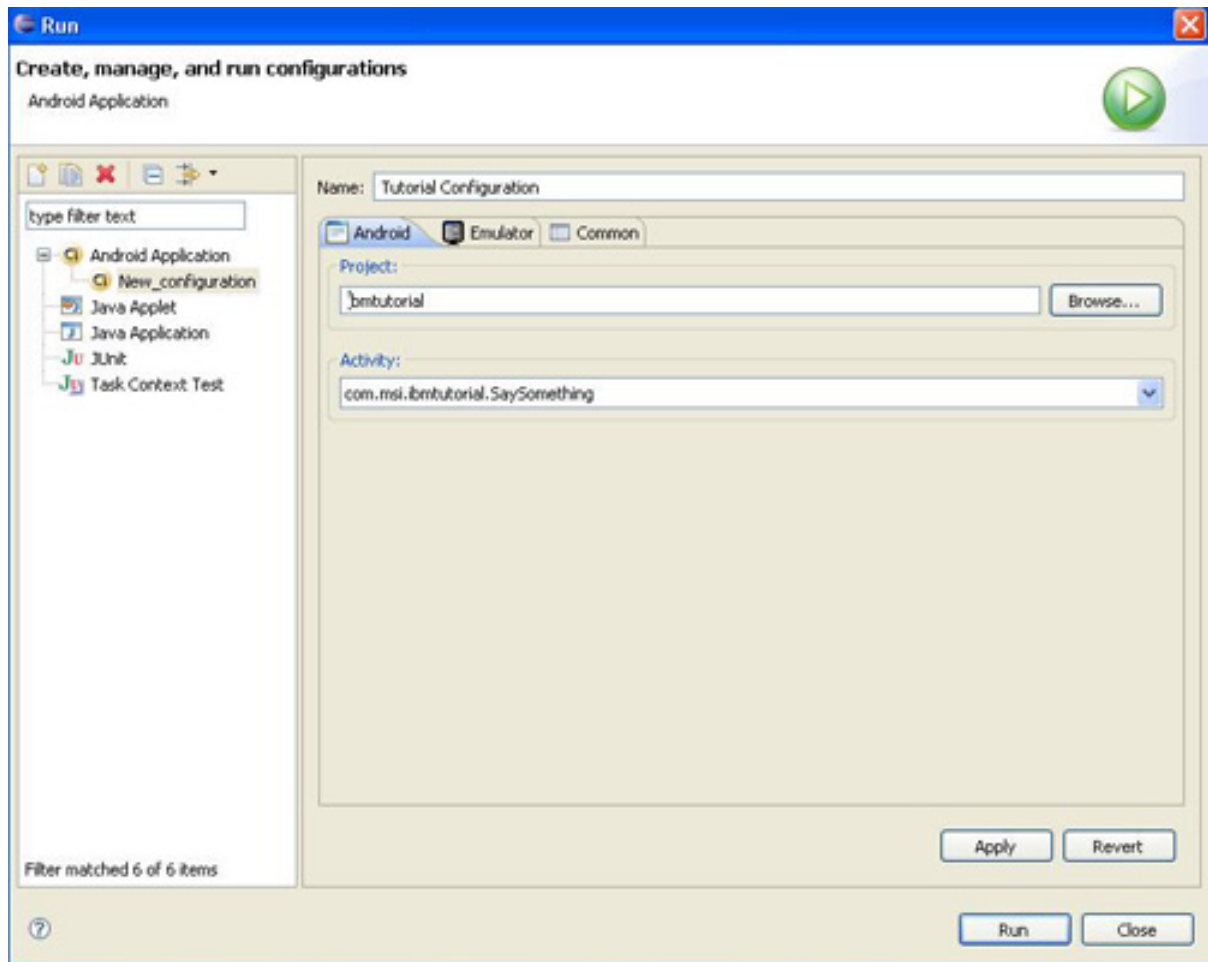 Run
Create, manage, and run configurations
Android Application
type filter text
Android Application
New_configuration
Java Applet
Java Application
Ju JUnit
Task Context Test
Filter matched 6 of 6 items
Name: Tutorial Configuration
Android Emulator Common
Project:
ibmtutorial Browse...
Activity:
com.msi.ibmtutorial.SaySomething
Apply Revert
Run Close